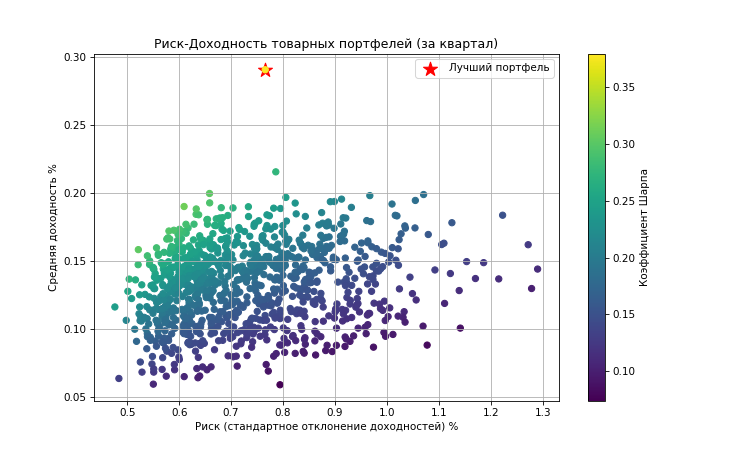 Риск-Доходность товарных портфелей (за квартал)
Лучший портфель
Средняя доходность %
0.30
0.25
0.20
0.15
0.10
0.05
0.5 0.6 0.7 0.8 0.9 1.0 1.1 1.2 1.3
Риск (стандартное отклонение доходностей) %
0.35
0.30
0.25
0.20
0.15
0.10
Коэффициент Шарпа